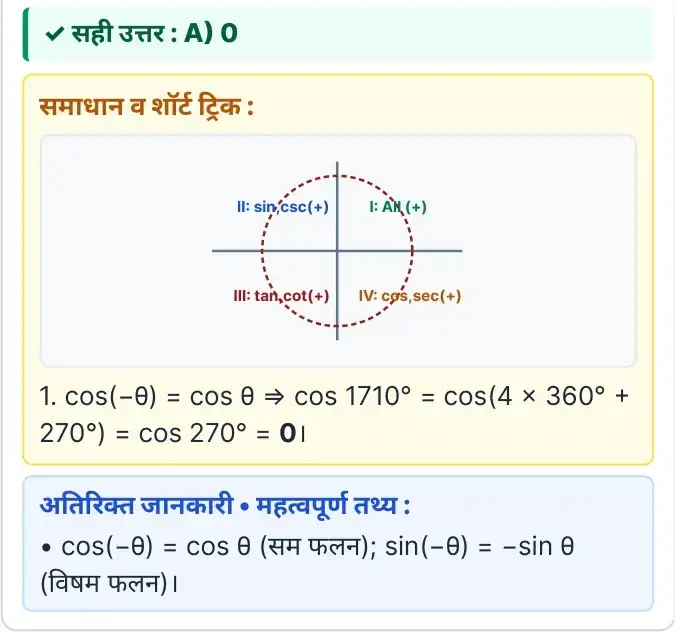 ✓ सही उत्तर : A) 0
समाधान व शॉर्ट ट्रिक :
II: sin,csc(+)
I: All (+)
III: tan,cot(+)
IV: cos,sec(+)
1. cos(−θ) = cos θ ⇒ cos 1710° = cos(4 × 360° +
270°) = cos 270° = 0।
अतिरिक्त जानकारी • महत्वपूर्ण तथ्य :
• cos(−θ) = cos θ (सम फलन); sin(−θ) = −sin θ
(विषम फलन)।